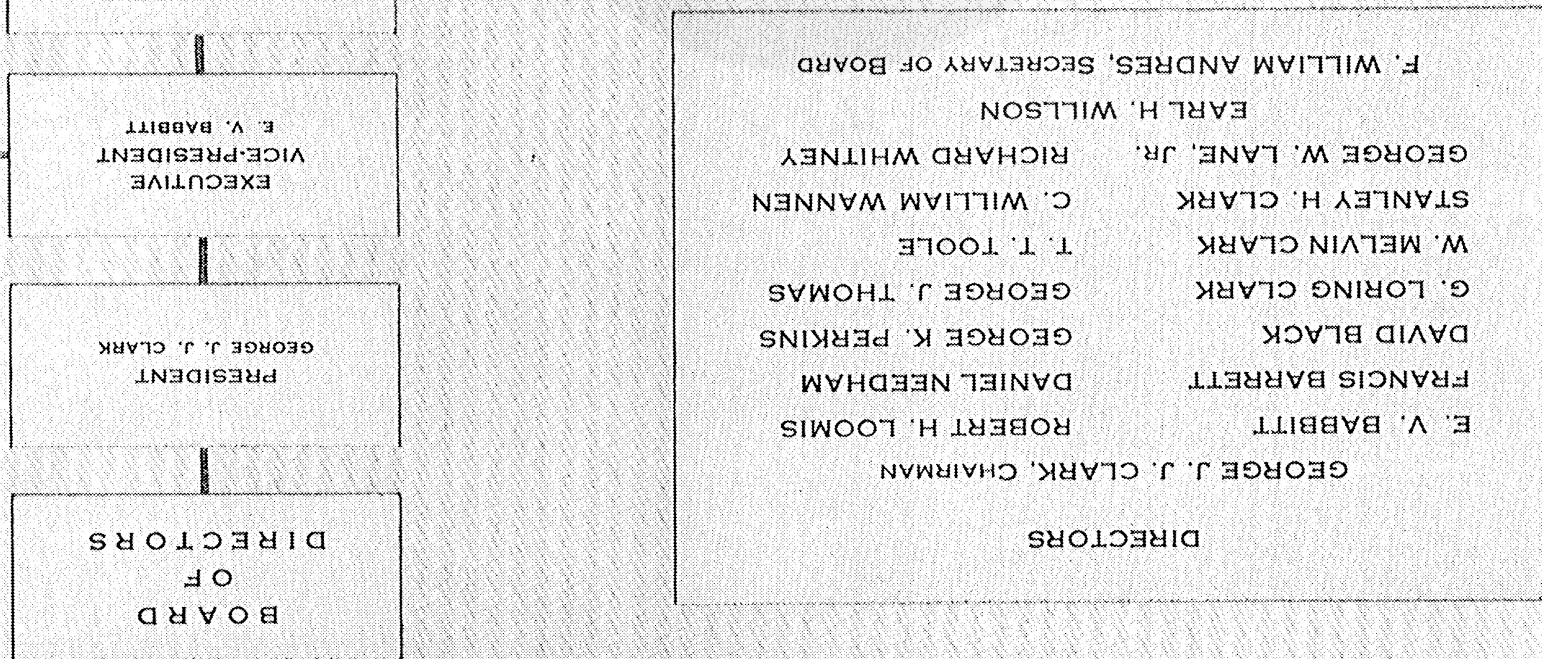 DIRECTORS
GEORGE J. J. CLARK, CHAIRMAN
E. V. BABBITT ROBERT H. LOOMIS
FRANCIS BARRETT DANIEL NEEDHAM
DAVID BLACK GEORGE K. PERKINS
G. LORING CLARK GEORGE J. THOMAS
W. MELVIN CLARK T. T. TOOLE
STANLEY H. CLARK C. WILLIAM WANNEN
GEORGE W. LANE, JR. RICHARD WHITNEY
EARL H. WILLSON
F. WILLIAM ANDRES, SECRETARY OF BOARD
BOARD
OF
DIRECTORS
PRESIDENT
GEORGE J. J. CLARK
EXECUTIVE
VICE-PRESIDENT
E. V. BABBITT